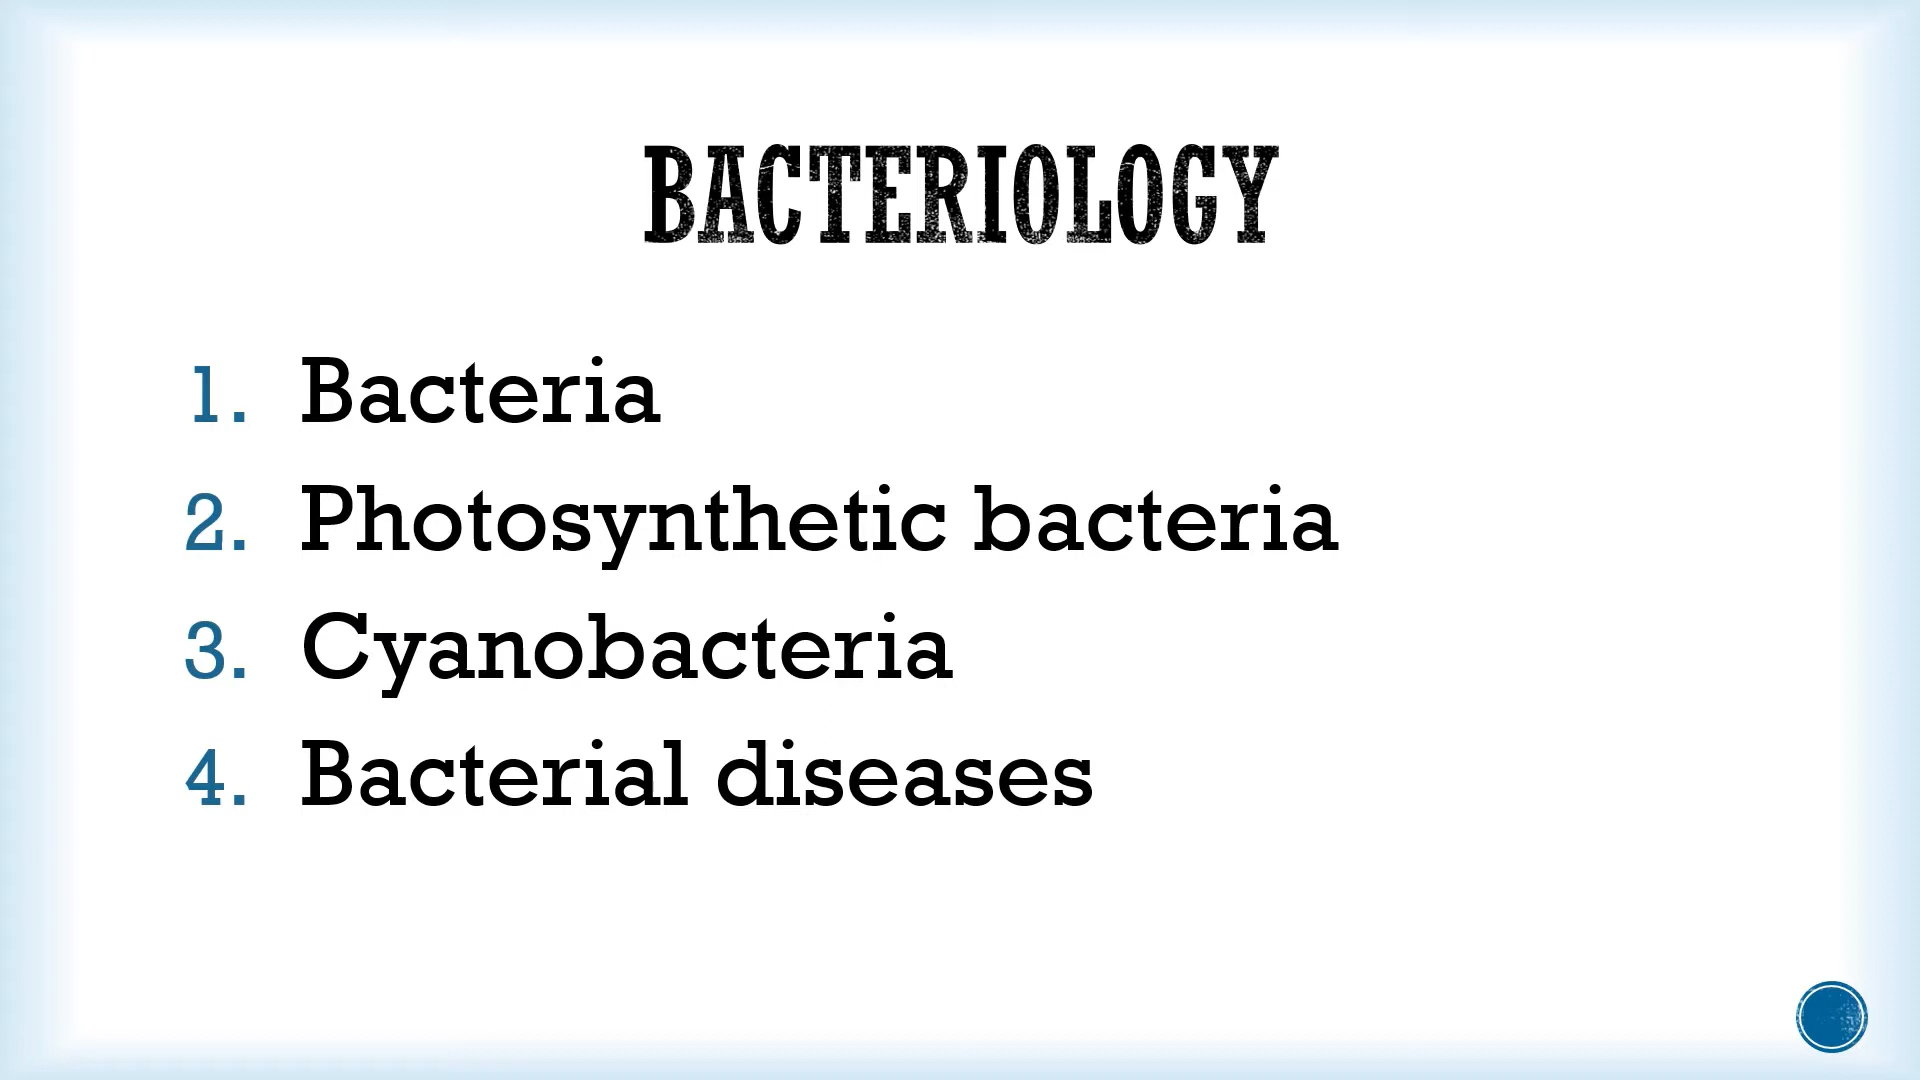 BACTERIOLOGY
1. Bacteria
2. Photosynthetic bacteria
3. Cyanobacteria
4. Bacterial diseases